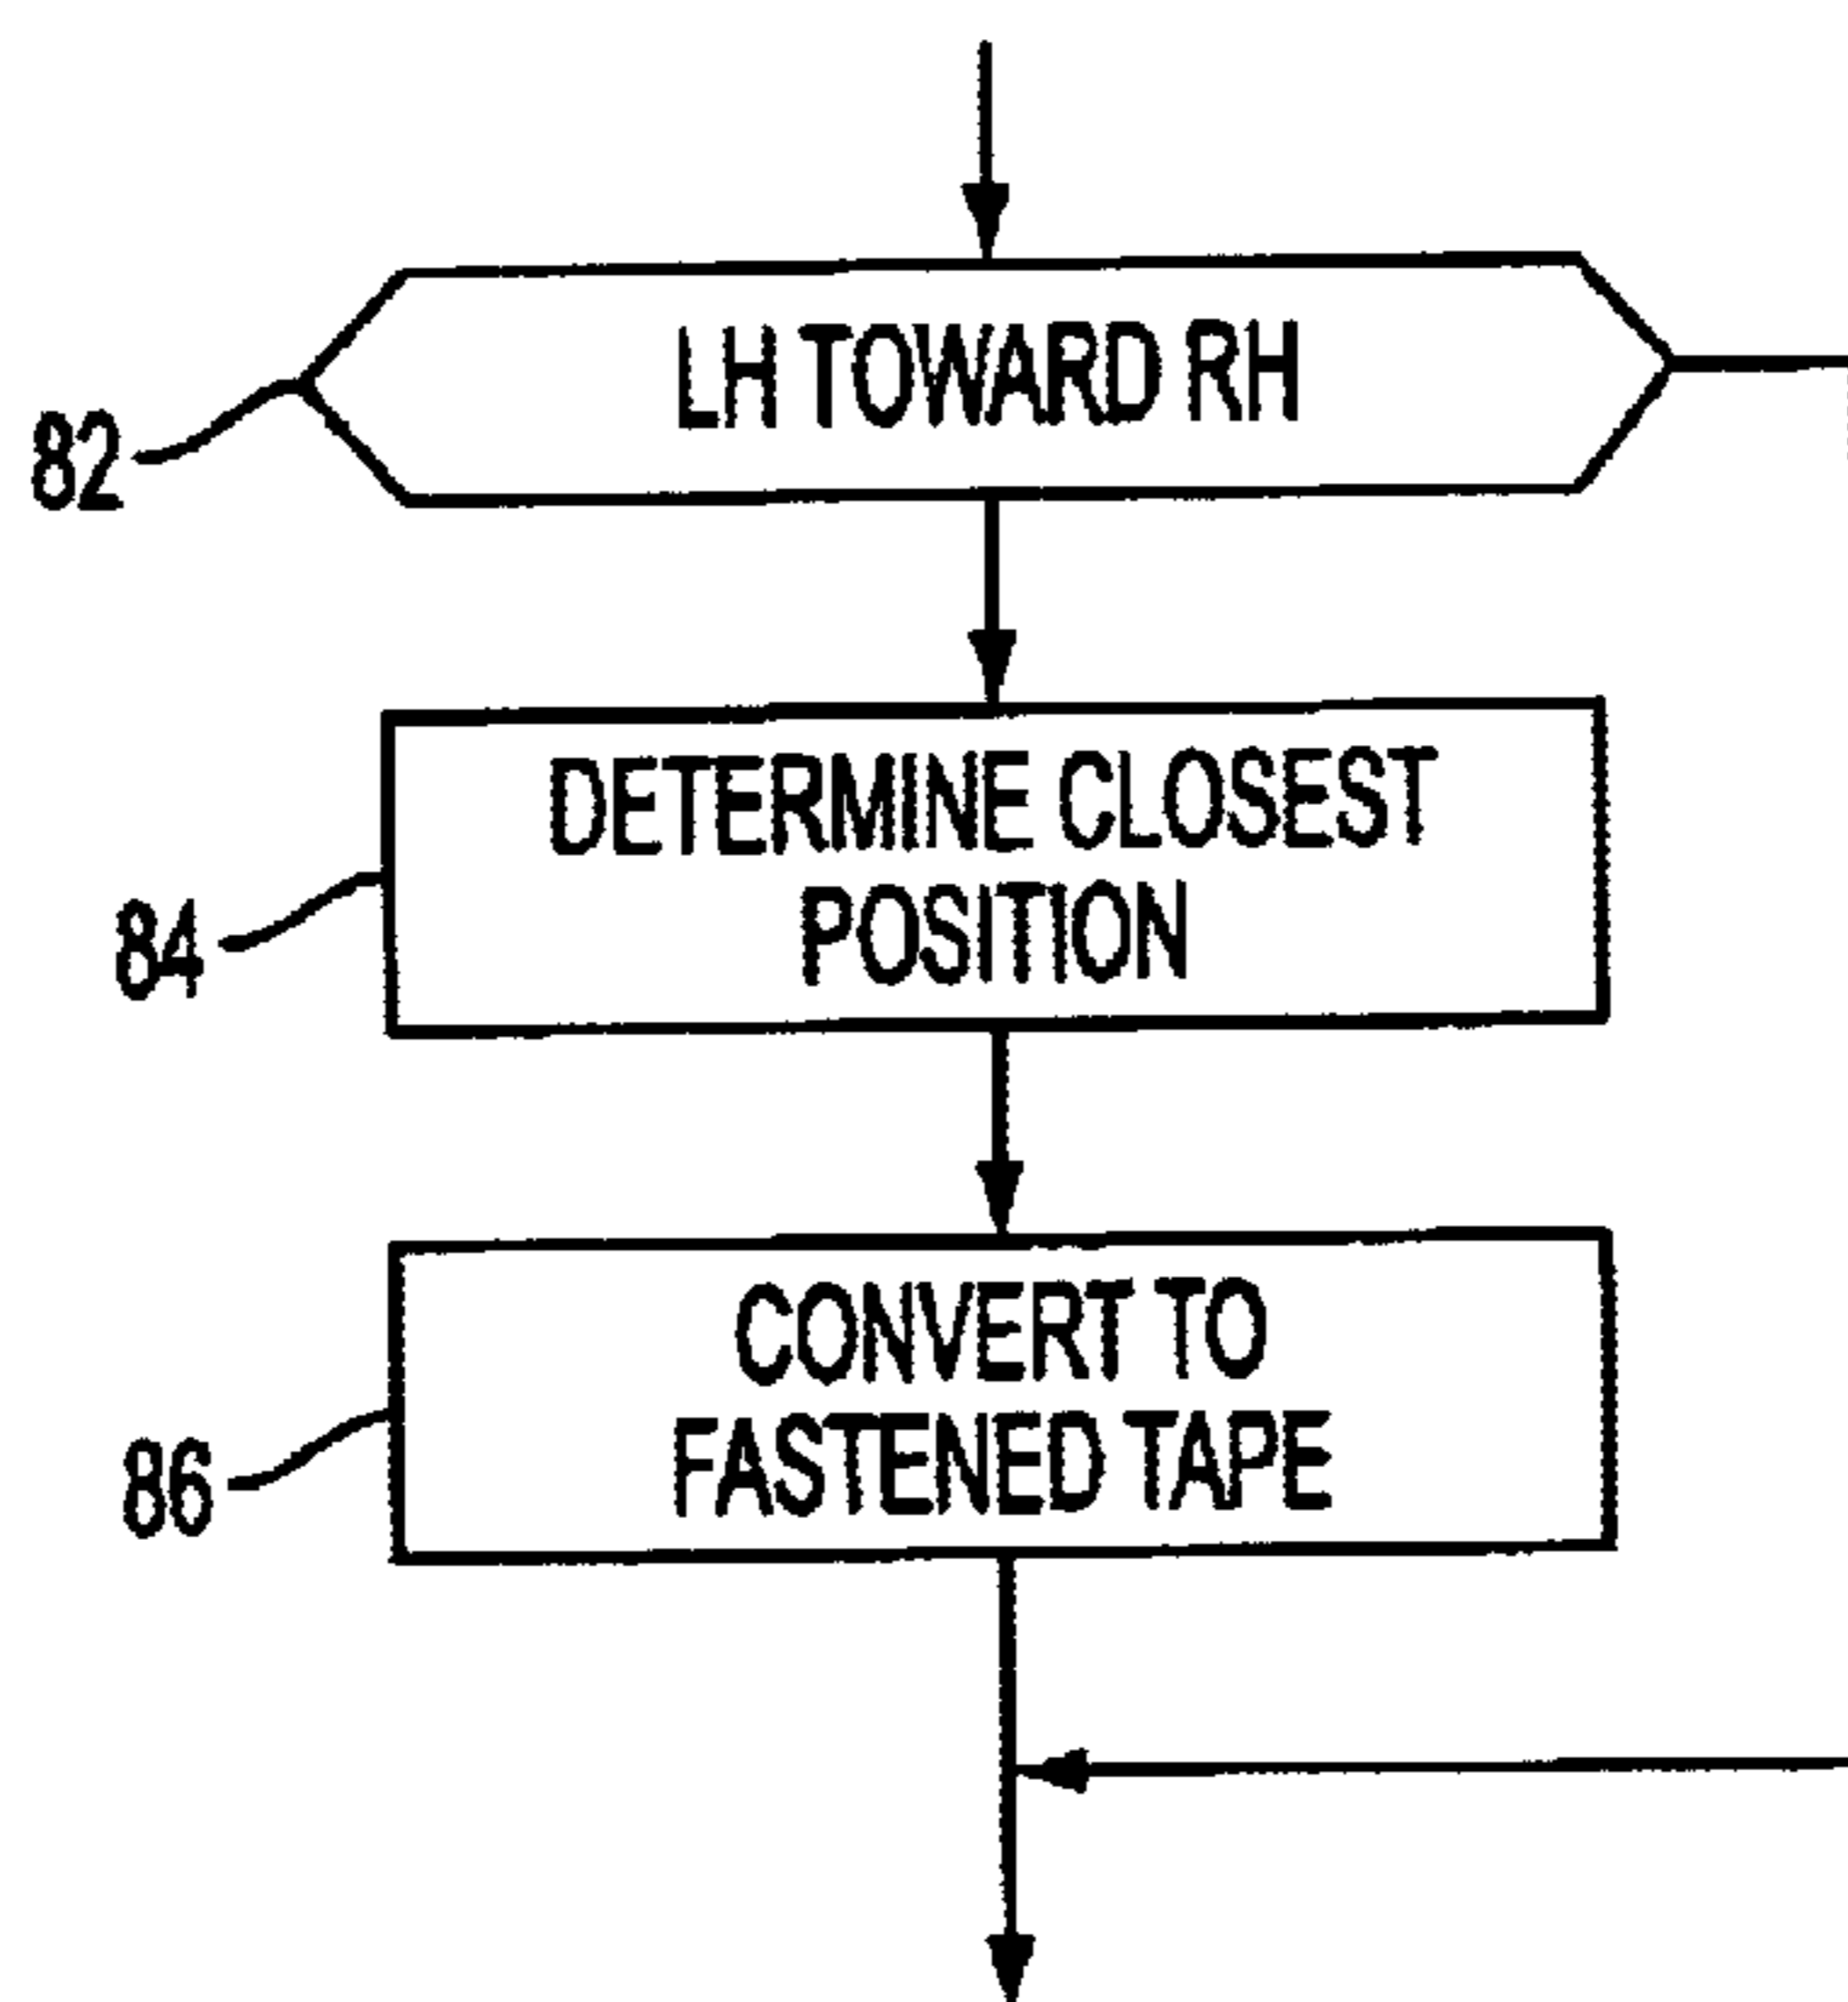 LH TOWARD RH
82
DETERMINE CLOSEST
POSITION
84
CONVERT TO
FASTENED TAPE
86